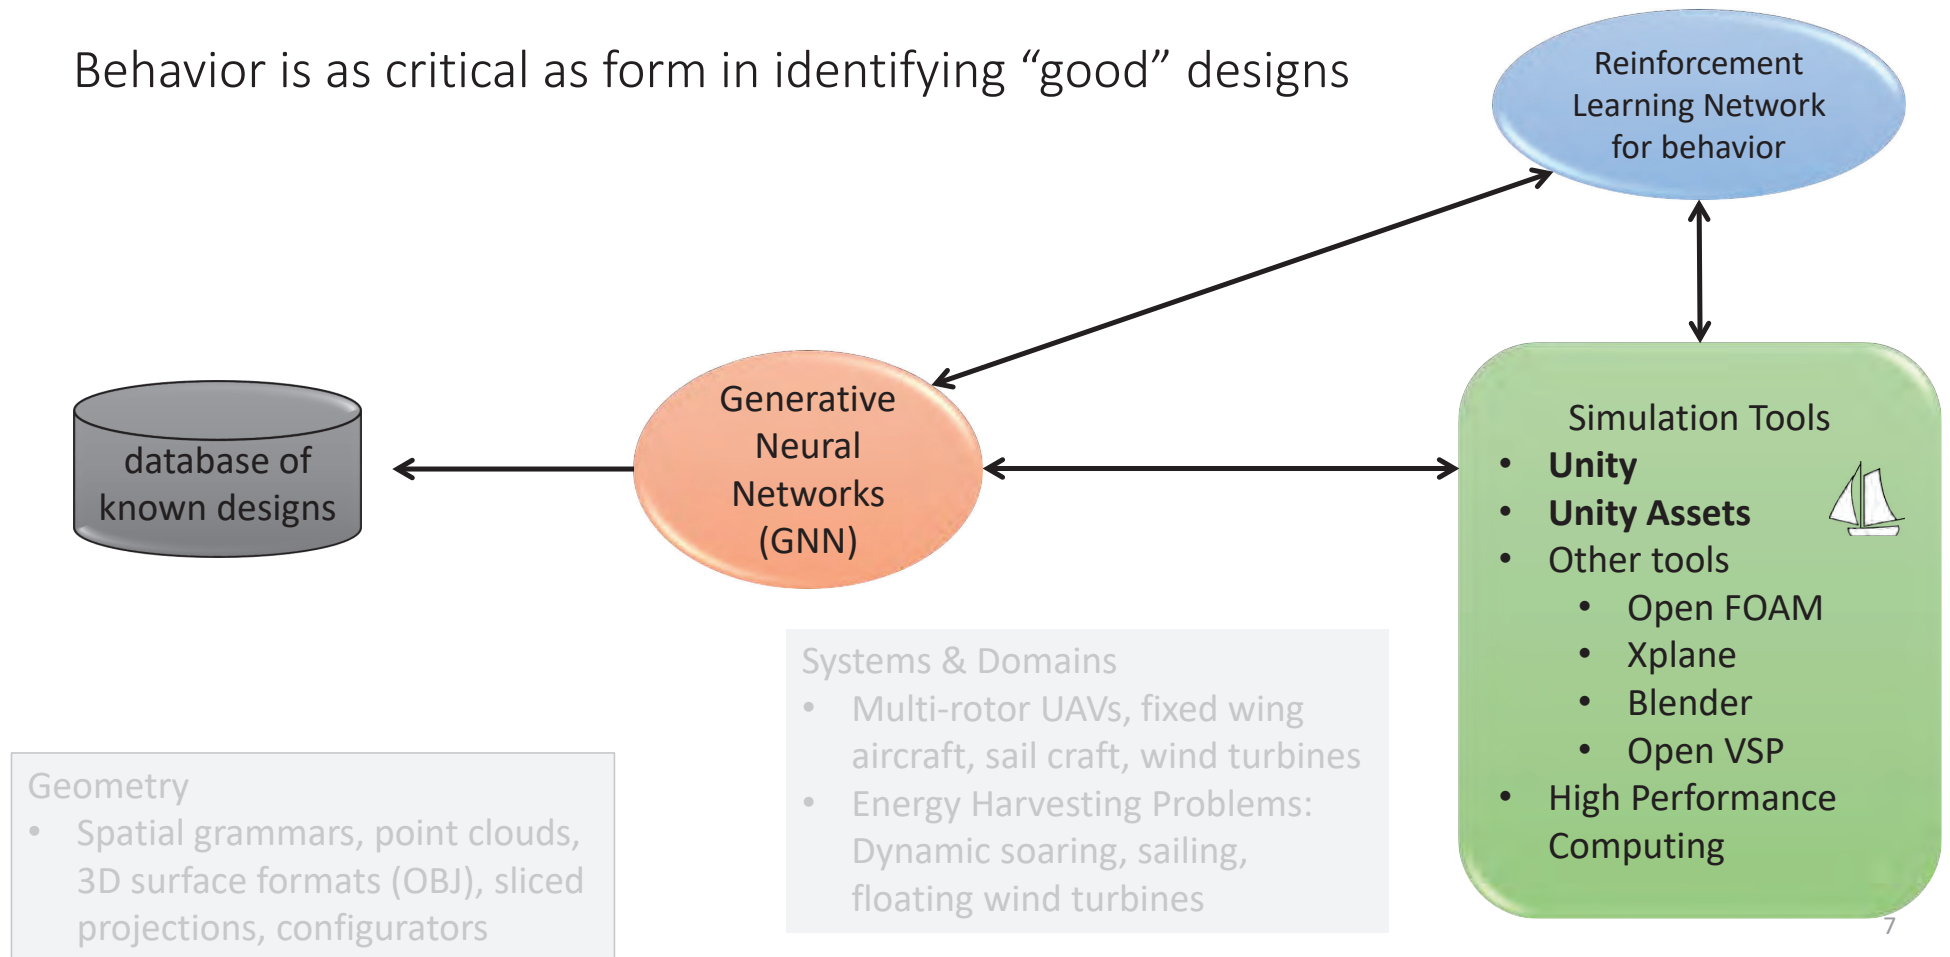 Behavior is as critical as form in identifying “good” designs
Reinforcement
Learning Network
for behavior
database of
known designs
Generative
Neural
Networks
(GNN)
Simulation Tools
• Unity
• Unity Assets
• Other tools
• Open FOAM
• Xplane
• Blender
• Open VSP
• High Performance
Computing
Systems & Domains
• Multi-rotor UAVs, fixed wing
aircraft, sail craft, wind turbines
• Energy Harvesting Problems:
Dynamic soaring, sailing,
floating wind turbines
Geometry
• Spatial grammars, point clouds,
3D surface formats (OBJ), sliced
projections, configurators
7